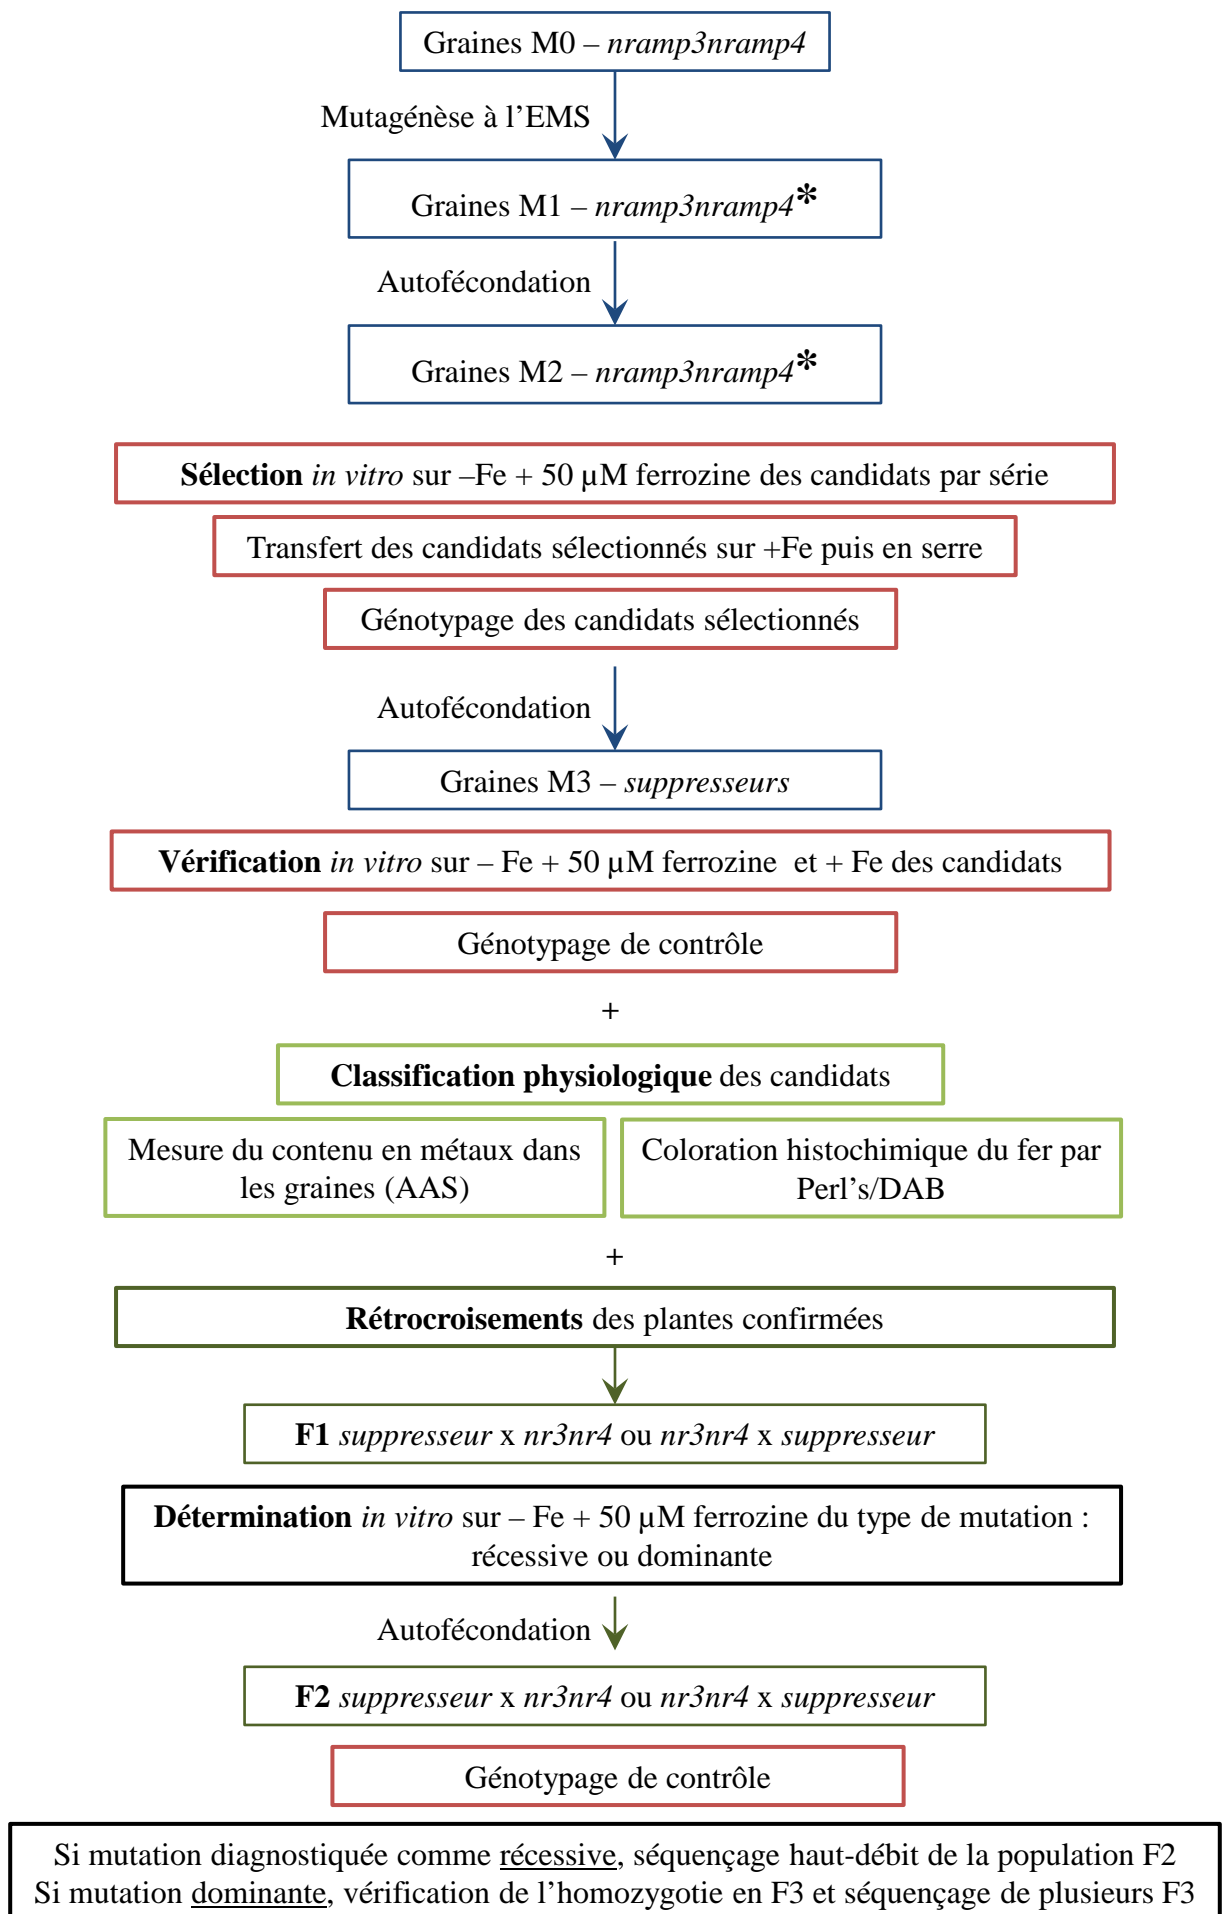 Graines M0 – nramp3nramp4
Mutagénèse à l’EMS
Graines M1 – nramp3nramp4*
Autofécondation
Graines M2 – nramp3nramp4*
Sélection in vitro sur –Fe + 50 µM ferrozine des candidats par série
Transfert des candidats sélectionnés sur +Fe puis en serre
Génotypage des candidats sélectionnés
Autofécondation
Graines M3 – suppresseurs
Vérification in vitro sur – Fe + 50 µM ferrozine et + Fe des candidats
Génotypage de contrôle
+
Classification physiologique des candidats
Mesure du contenu en métaux dans
les graines (AAS)
Coloration histochimique du fer par
Perl’s/DAB
+
Rétrocroisements des plantes confirmées
F1 suppresseur x nr3nr4 ou nr3nr4 x suppresseur
Détermination in vitro sur – Fe + 50 µM ferrozine du type de mutation :
récessive ou dominante
Autofécondation
F2 suppresseur x nr3nr4 ou nr3nr4 x suppresseur
Génotypage de contrôle
Si mutation diagnostiquée comme récessive, séquençage haut-débit de la population F2
Si mutation dominante, vérification de l’homozygotie en F3 et séquençage de plusieurs F3